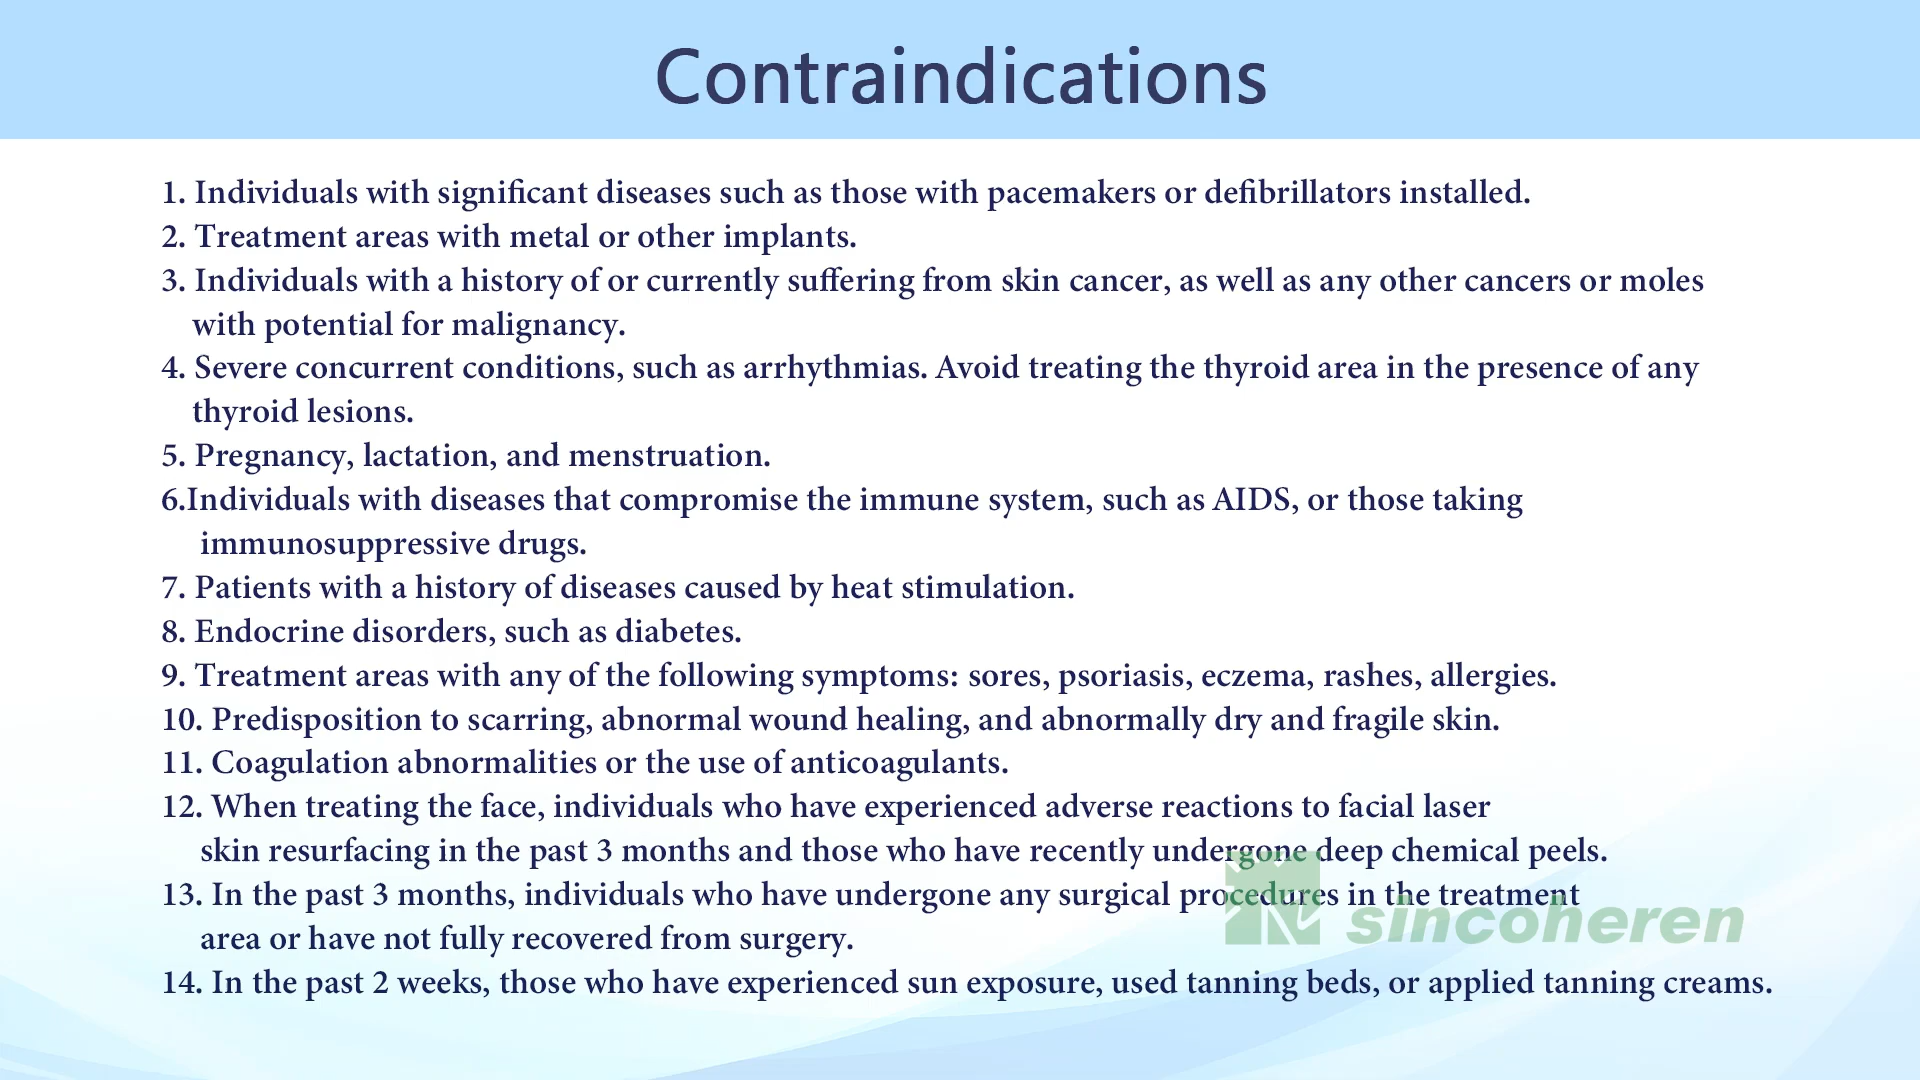 Contraindications
1. Individuals with significant diseases such as those with pacemakers or defibrillators installed.
2. Treatment areas with metal or other implants.
3. Individuals with a history of or currently suffering from skin cancer, as well as any other cancers or moles
with potential for malignancy.
4. Severe concurrent conditions, such as arrhythmias. Avoid treating the thyroid area in the presence of any
thyroid lesions.
5. Pregnancy, lactation, and menstruation.
6.Individuals with diseases that compromise the immune system, such as AIDS, or those taking
immunosuppressive drugs.
7. Patients with a history of diseases caused by heat stimulation.
8. Endocrine disorders, such as diabetes.
9. Treatment areas with any of the following symptoms: sores, psoriasis, eczema, rashes, allergies.
10. Predisposition to scarring, abnormal wound healing, and abnormally dry and fragile skin.
11. Coagulation abnormalities or the use of anticoagulants.
12. When treating the face, individuals who have experienced adverse reactions to facial laser
skin resurfacing in the past 3 months and those who have recently undergone deep chemical peels.
13. In the past 3 months, individuals who have undergone any surgical procedures in the treatment
area or have not fully recovered from surgery.
sincoheren
14. In the past 2 weeks, those who have experienced sun exposure, used tanning beds, or applied tanning creams.